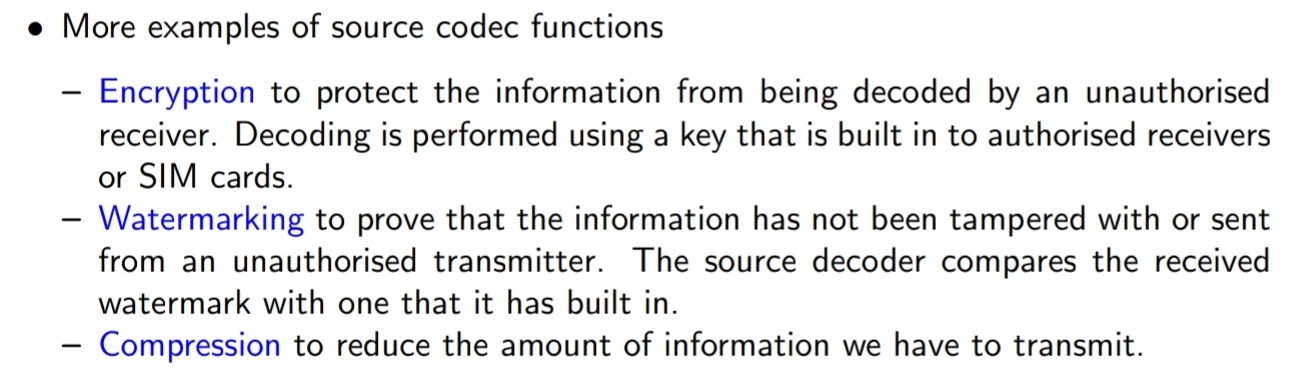 • More examples of source codec functions
– Encryption to protect the information from being decoded by an unauthorised
receiver. Decoding is performed using a key that is built in to authorised receivers
or SIM cards.
– Watermarking to prove that the information has not been tampered with or sent
from an unauthorised transmitter. The source decoder compares the received
watermark with one that it has built in.
– Compression to reduce the amount of information we have to transmit.